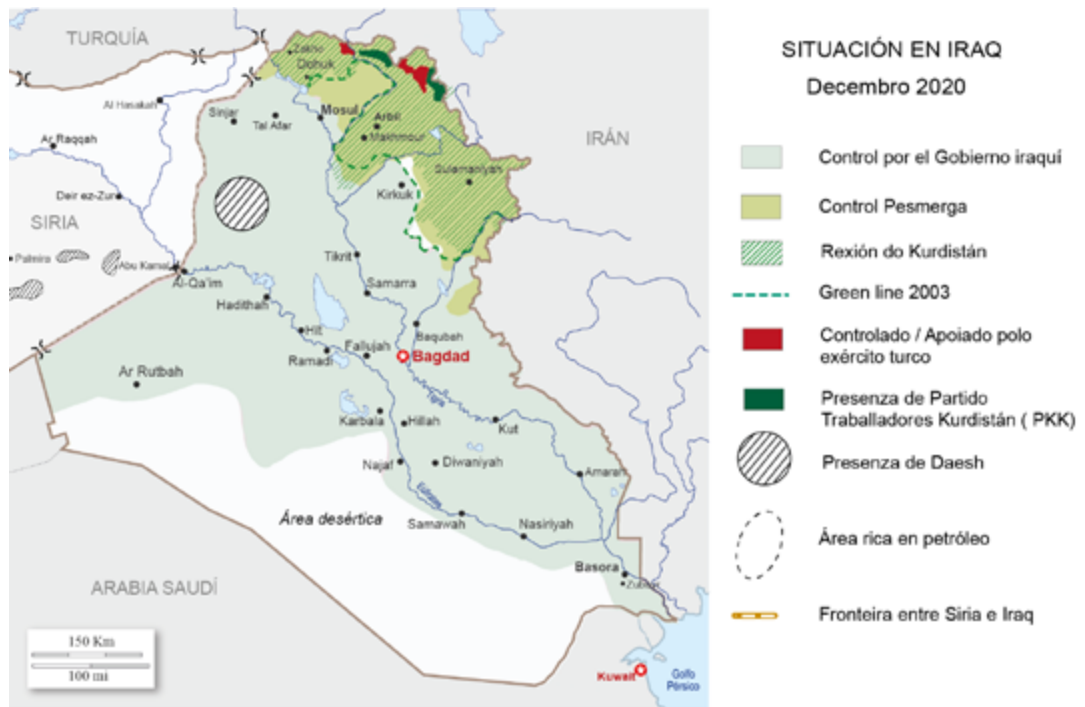 TURQUÍA
Zakho
Dohuk
Al Hasakah
Sinjar
Tal Afar
Mosul
Arbil
Makhmour
IRÁN
Ar Raqqah
Deir ez-Zur
Kirkuk
Sulemaniyah
SIRIA
Palmira
Abu Kamal
Al-Qa'im
Tikrit
Samarra
Hadithah
Hit
Ramadi
Fallujah
Baqubah
Bagdad
Ar Rutbah
Tigris
Karbala
Hillah
Kut
Najaf
Diwaniyah
Amarah
Área desértica
Samawah
Nasiriyah
Basora
ARABIA SAUDÍ
150 Km
100 mi
Kuwait
Golfo
Pérsico
SITUACIÓN EN IRAQ
Decembro 2020
Control por el Gobierno iraquí
Control Pesmerga
Rexión do Kurdistán
Green line 2003
Controlado / Apoiado polo
exército turco
Presenza de Partido
Traballadores Kurdistán ( PKK)
Presenza de Daesh
Área rica en petróleo
Fronteira entre Siria e Iraq